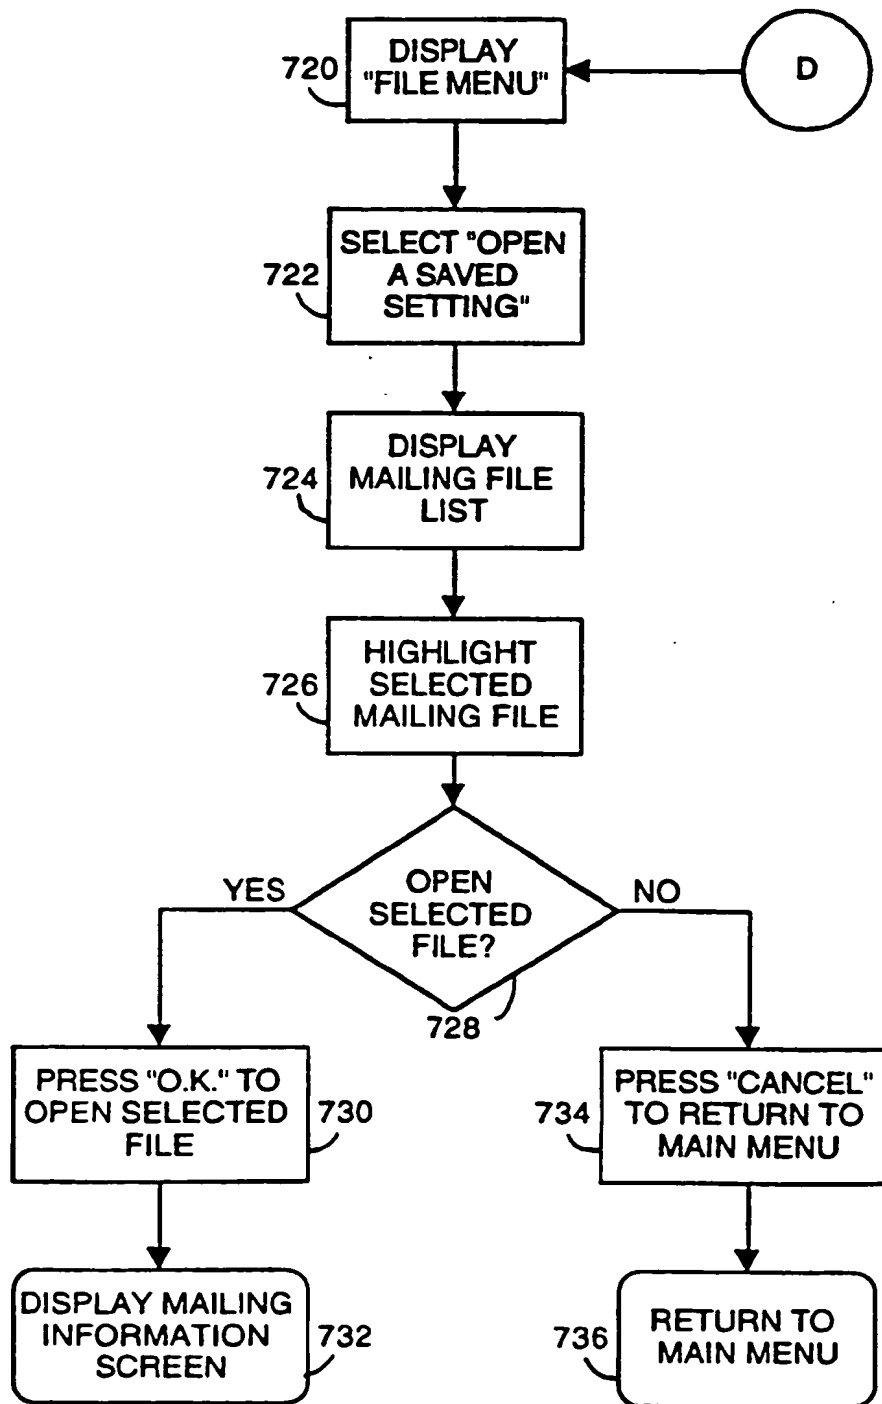 DISPLAY
"FILE MENU"
720
D
SELECT "OPEN
A SAVED
SETTING"
722
DISPLAY
MAILING FILE
LIST
724
HIGHLIGHT
SELECTED
MAILING FILE
726
OPEN
SELECTED
FILE?
YES
NO
728
PRESS "O.K." TO
OPEN SELECTED
FILE
730
PRESS "CANCEL"
TO RETURN TO
MAIN MENU
734
DISPLAY MAILING
INFORMATION
SCREEN
732
RETURN TO
MAIN MENU
736